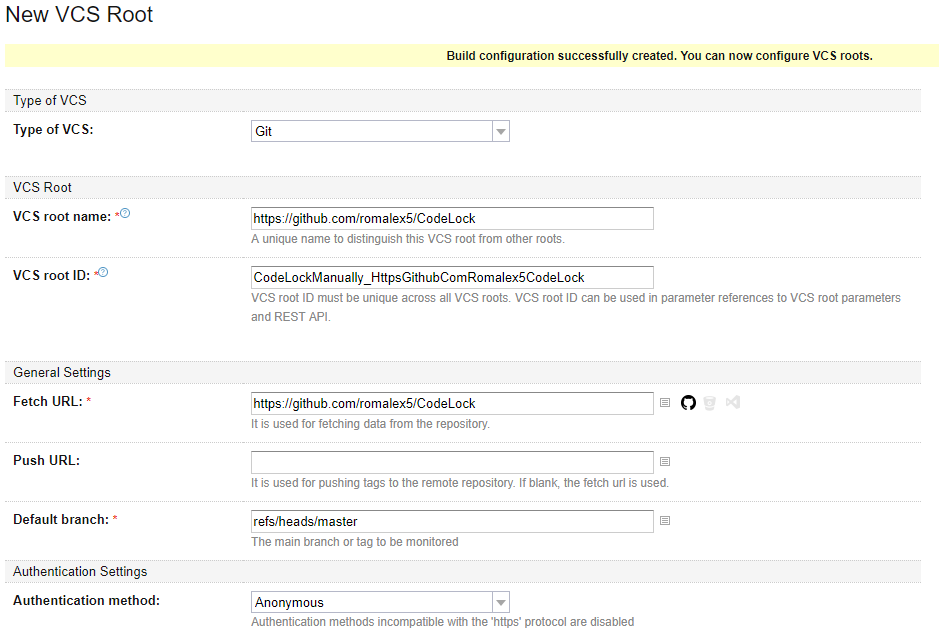 New VCS Root
Build configuration successfully created. You can now configure VCS roots.
Type of VCS
Type of VCS:
Git
VCS Root
VCS root name: *
https://github.com/romalex5/CodeLock
A unique name to distinguish this VCS root from other roots.
VCS root ID: *
CodeLockManually_HttpsGithubComRomalex5CodeLock
VCS root ID must be unique across all VCS roots. VCS root ID can be used in parameter references to VCS root parameters
and REST API.
General Settings
Fetch URL: *
https://github.com/romalex5/CodeLock
It is used for fetching data from the repository.
Push URL:
It is used for pushing tags to the remote repository. If blank, the fetch url is used.
Default branch: *
refs/heads/master
The main branch or tag to be monitored
Authentication Settings
Authentication method:
Anonymous
Authentication methods incompatible with the 'https' protocol are disabled